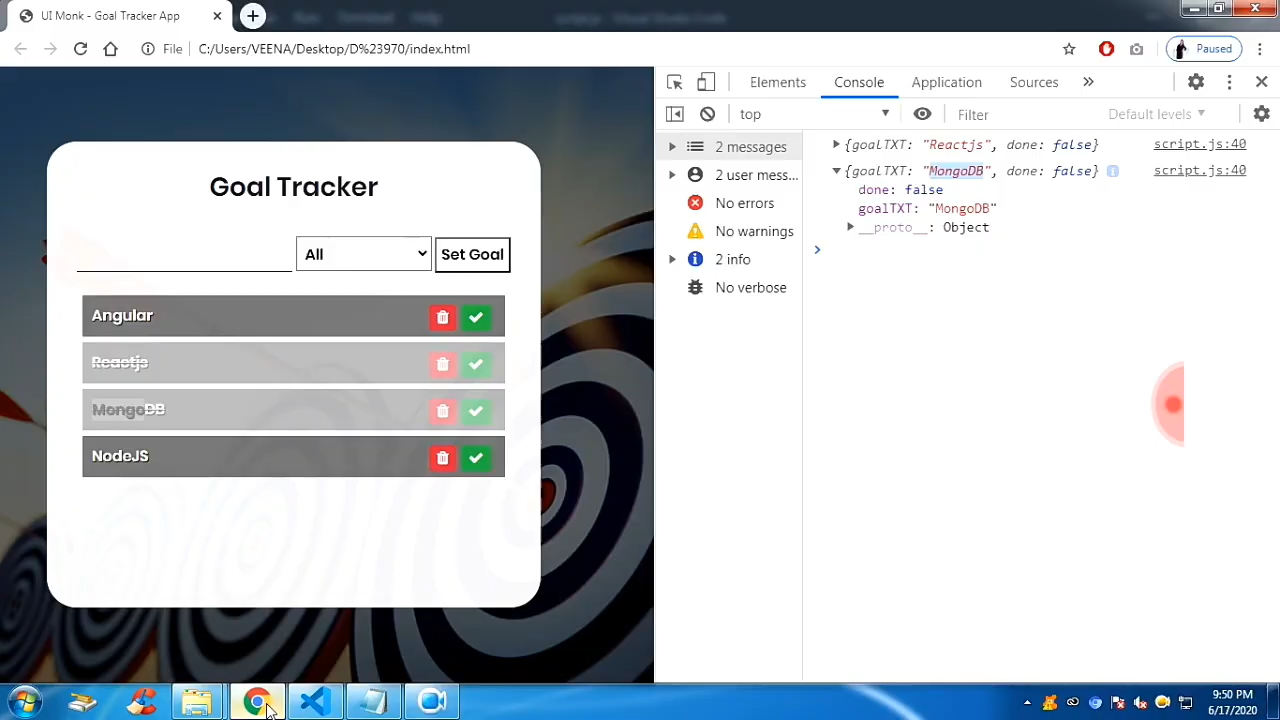 UI Monk - Goal Tracker App
File C:/Users/VEENA/Desktop/D%23970/index.html
Paused
Elements Console Application Sources
top Filter Default levels
2 messages
2 user mess...
No errors
No warnings
2 info
No verbose
{goalTXT: "Reactjs", done: false} script.js:40
{goalTXT: "MongoDB", done: false} script.js:40
done: false
goalTXT: "MongoDB"
__proto__: Object
Goal Tracker
All Set Goal
Angular
Reactjs
MongoDB
NodeJS
9:50 PM
6/17/2020